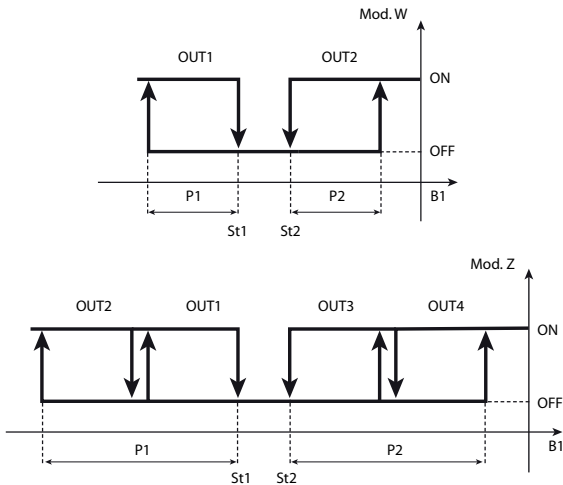 Mod. W
OUT1 OUT2
ON
OFF
P1 P2 B1
St1 St2
Mod. Z
OUT2 OUT1 OUT3 OUT4
ON
OFF
P1 P2 B1
St1 St2